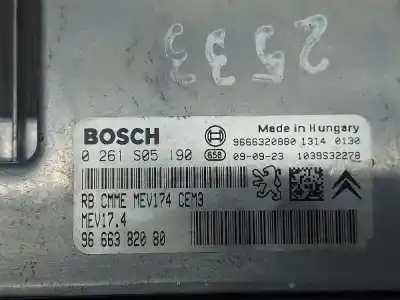 2533
BOSCH
Made in Hungary
9666320880 1314 0130
0 261 S05 190
658
09-09-23 1039S32278
RB CMME MEV174 CEM3
MEV17.4
96 663 820 80